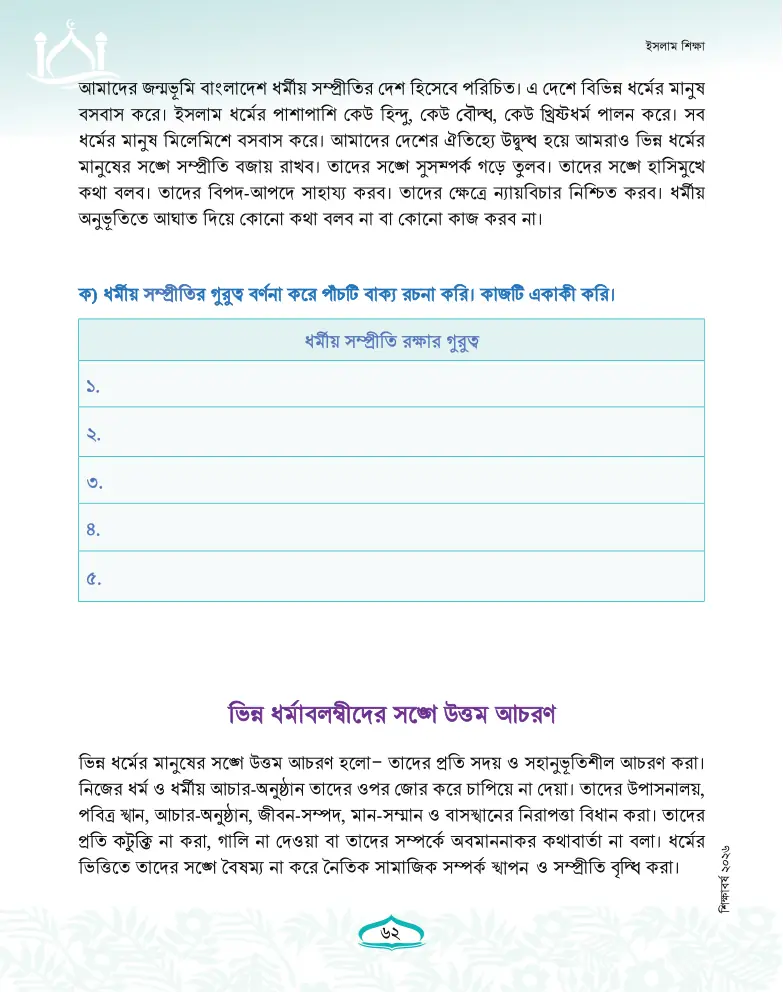 ইসলাম শিক্ষা
আমাদের জন্মভূমি বাংলাদেশ ধর্মীয় সম্প্রীতির দেশ হিসেবে পরিচিত। এ দেশে বিভিন্ন ধর্মের মানুষ
বসবাস করে। ইসলাম ধর্মের পাশাপাশি কেউ হিন্দু, কেউ বৌদ্ধ, কেউ খ্রিষ্টধর্ম পালন করে। সব
ধর্মের মানুষ মিলেমিশে বসবাস করে। আমাদের দেশের ঐতিহ্যে উদ্বুদ্ধ হয়ে আমরাও ভিন্ন ধর্মের
মানুষের সঙ্গে সম্প্রীতি বজায় রাখব। তাদের সঙ্গে সুসম্পর্ক গড়ে তুলব। তাদের সঙ্গে হাসিমুখে
কথা বলব। তাদের বিপদ-আপদে সাহায্য করব। তাদের ক্ষেত্রে ন্যায়বিচার নিশ্চিত করব। ধর্মীয়
অনুভূতিতে আঘাত দিয়ে কোনো কথা বলব না বা কোনো কাজ করব না।
ক) ধর্মীয় সম্প্রীতির গুরুত্ব বর্ণনা করে পাঁচটি বাক্য রচনা করি। কাজটি একাকী করি।
ধর্মীয় সম্প্রীতি রক্ষার গুরুত্ব
১.
২.
৩.
৪.
৫.
ভিন্ন ধর্মাবলম্বীদের সঙ্গে উত্তম আচরণ
ভিন্ন ধর্মের মানুষের সঙ্গে উত্তম আচরণ হলো– তাদের প্রতি সদয় ও সহানুভূতিশীল আচরণ করা।
নিজের ধর্ম ও ধর্মীয় আচার-অনুষ্ঠান তাদের ওপর জোর করে চাপিয়ে না দেয়া। তাদের উপাসনালয়,
পবিত্র স্থান, আচার-অনুষ্ঠান, জীবন-সম্পদ, মান-সম্মান ও বাসস্থানের নিরাপত্তা বিধান করা। তাদের
প্রতি কটুক্তি না করা, গালি না দেওয়া বা তাদের সম্পর্কে অবমাননাকর কথাবার্তা না বলা। ধর্মের
ভিত্তিতে তাদের সঙ্গে বৈষম্য না করে নৈতিক সামাজিক সম্পর্ক স্থাপন ও সম্প্রীতি বৃদ্ধি করা।
শিক্ষাবর্ষ ২০২৬
৬২